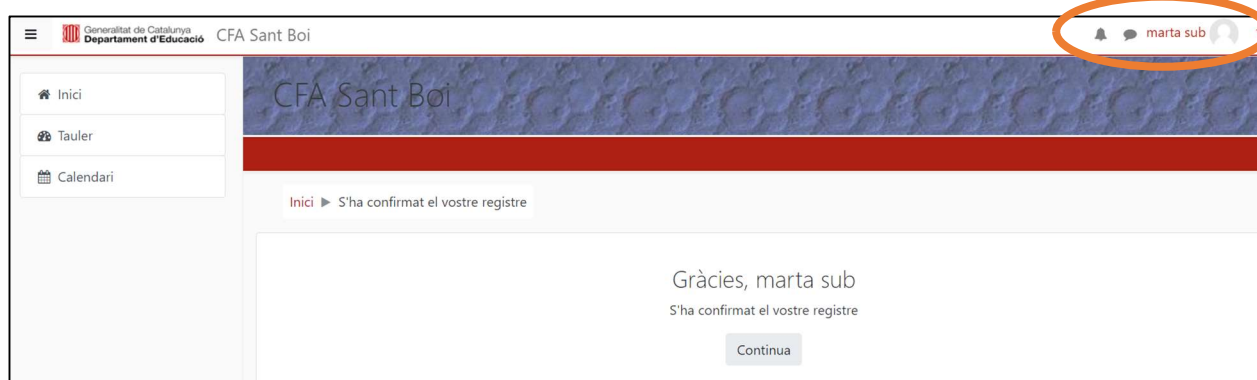 Generalitat de Catalunya
Departament d'Educació
CFA Sant Boi
marta sub
Inici
Tauler
Calendari
CFA Sant Boi
Inici ▶ S'ha confirmat el vostre registre
Gràcies, marta sub
S'ha confirmat el vostre registre
Continua